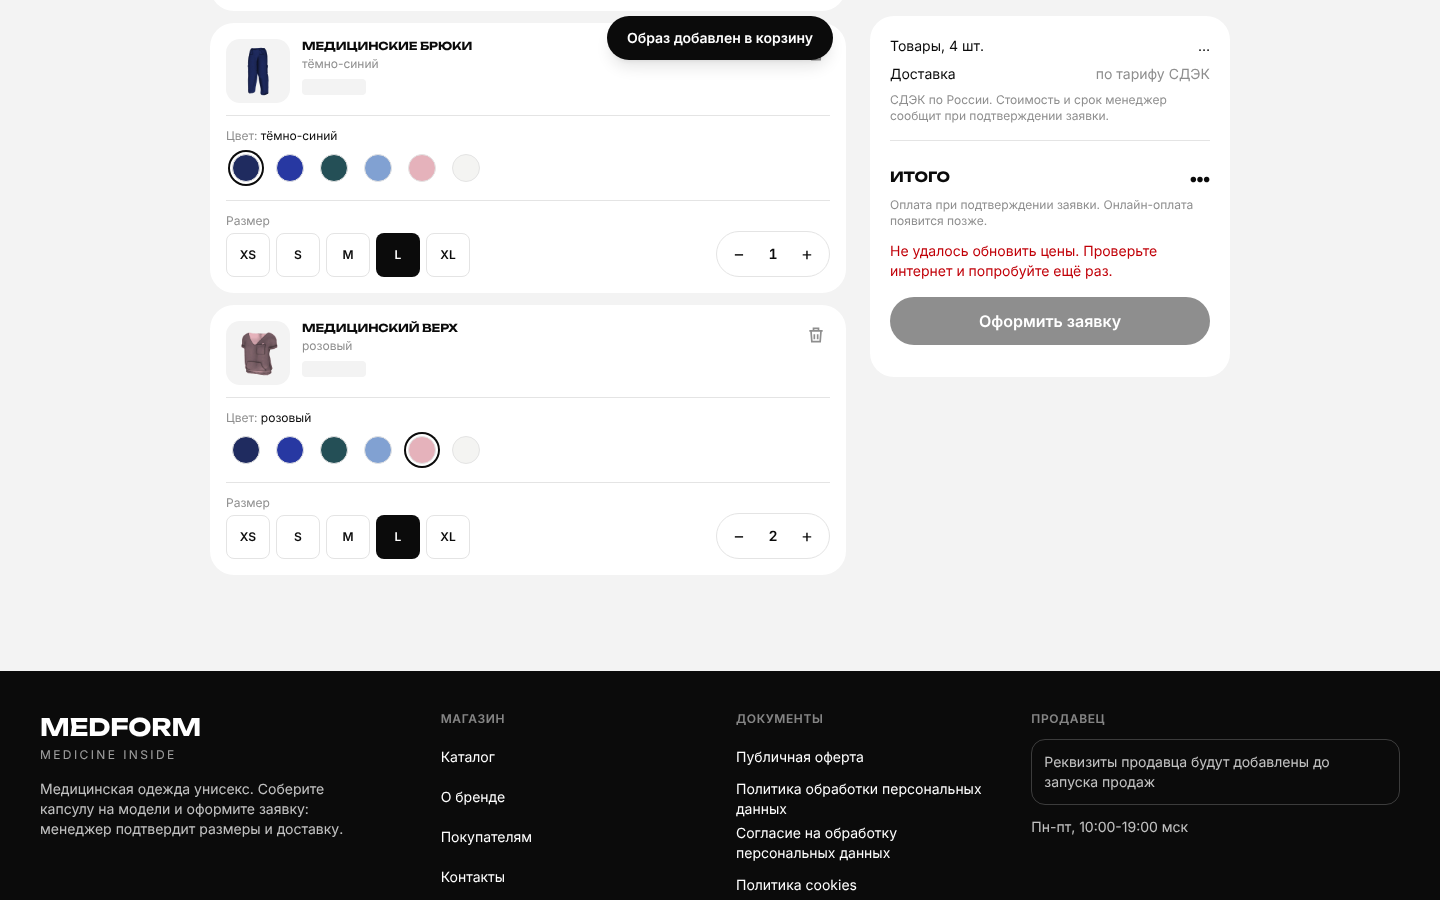 Образ добавлен в корзину
МЕДИЦИНСКИЕ БРЮКИ
тёмно-синий
Цвет: тёмно-синий
Размер
XS S M L XL − 1 +
МЕДИЦИНСКИЙ ВЕРХ
розовый
Цвет: розовый
Размер
XS S M L XL − 2 +
Товары, 4 шт. ...
Доставка по тарифу СДЭК
СДЭК по России. Стоимость и срок менеджер
сообщит при подтверждении заявки.
ИТОГО ...
Оплата при подтверждении заявки. Онлайн-оплата
появится позже.
Не удалось обновить цены. Проверьте
интернет и попробуйте ещё раз.
Оформить заявку
MEDFORM
MEDICINE INSIDE
Медицинская одежда унисекс. Соберите
капсулу на модели и оформите заявку:
менеджер подтвердит размеры и доставку.
МАГАЗИН
Каталог
О бренде
Покупателям
Контакты
ДОКУМЕНТЫ
Публичная оферта
Политика обработки персональных
данных
Согласие на обработку
персональных данных
Политика cookies
ПРОДАВЕЦ
Реквизиты продавца будут добавлены до
запуска продаж
Пн-пт, 10:00-19:00 мск